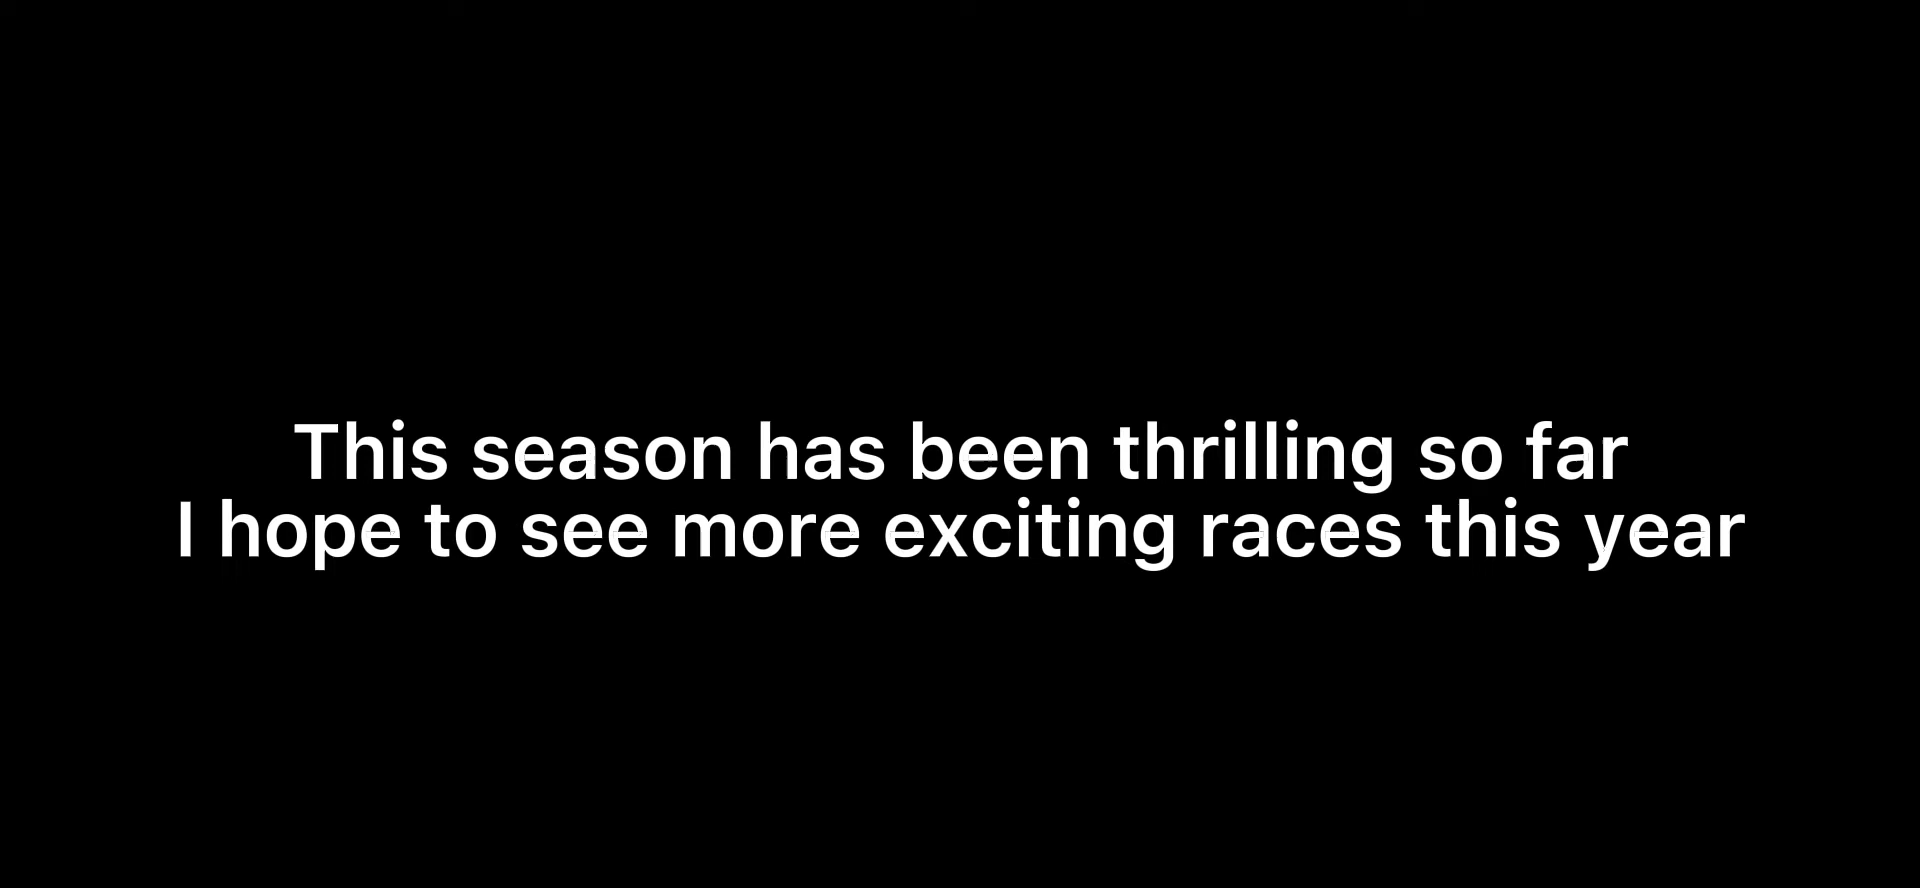 This season has been thrilling so far
I hope to see more exciting races this year